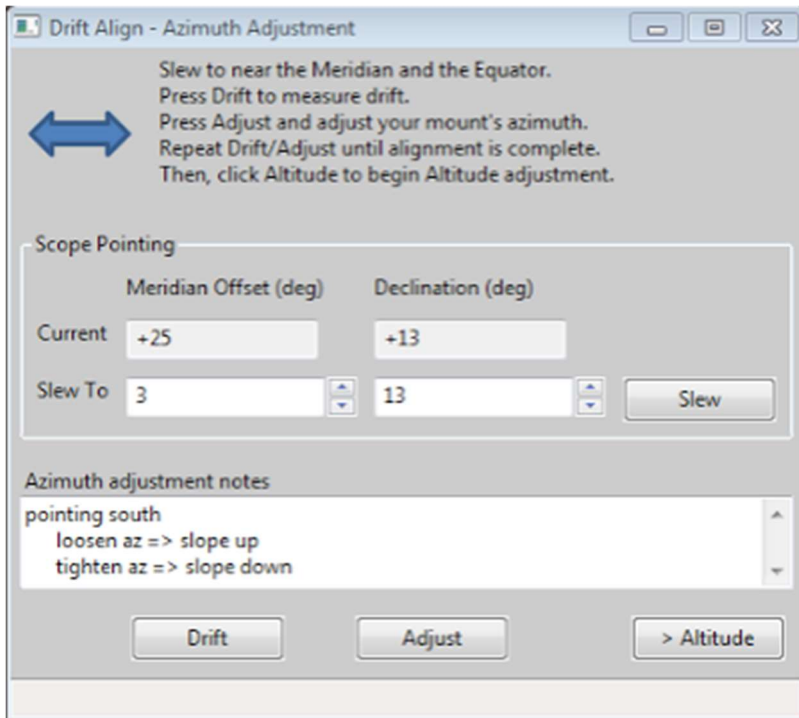 Drift Align - Azimuth Adjustment
Slew to near the Meridian and the Equator.
Press Drift to measure drift.
Press Adjust and adjust your mount's azimuth.
Repeat Drift/Adjust until alignment is complete.
Then, click Altitude to begin Altitude adjustment.
Scope Pointing
Meridian Offset (deg) Declination (deg)
Current +25 +13
Slew To 3 13 Slew
Azimuth adjustment notes
pointing south
loosen az => slope up
tighten az => slope down
Drift Adjust > Altitude